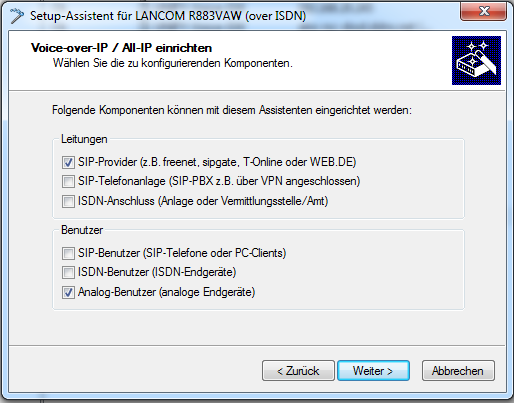 Setup-Assistent für LANCOM R883VAW (over ISDN)
Voice-over-IP / All-IP einrichten
Wählen Sie die zu konfigurierenden Komponenten.
Folgende Komponenten können mit diesem Assistenten eingerichtet werden:
Leitungen
SIP-Provider (z.B. freenet, sipgate, T-Online oder WEB.DE)
SIP-Telefonanlage (SIP-PBX z.B. über VPN angeschlossen)
ISDN-Anschluss (Anlage oder Vermittlungsstelle/Amt)
Benutzer
SIP-Benutzer (SIP-Telefone oder PC-Clients)
ISDN-Benutzer (ISDN-Endgeräte)
Analog-Benutzer (analoge Endgeräte)
< Zurück Weiter > Abbrechen